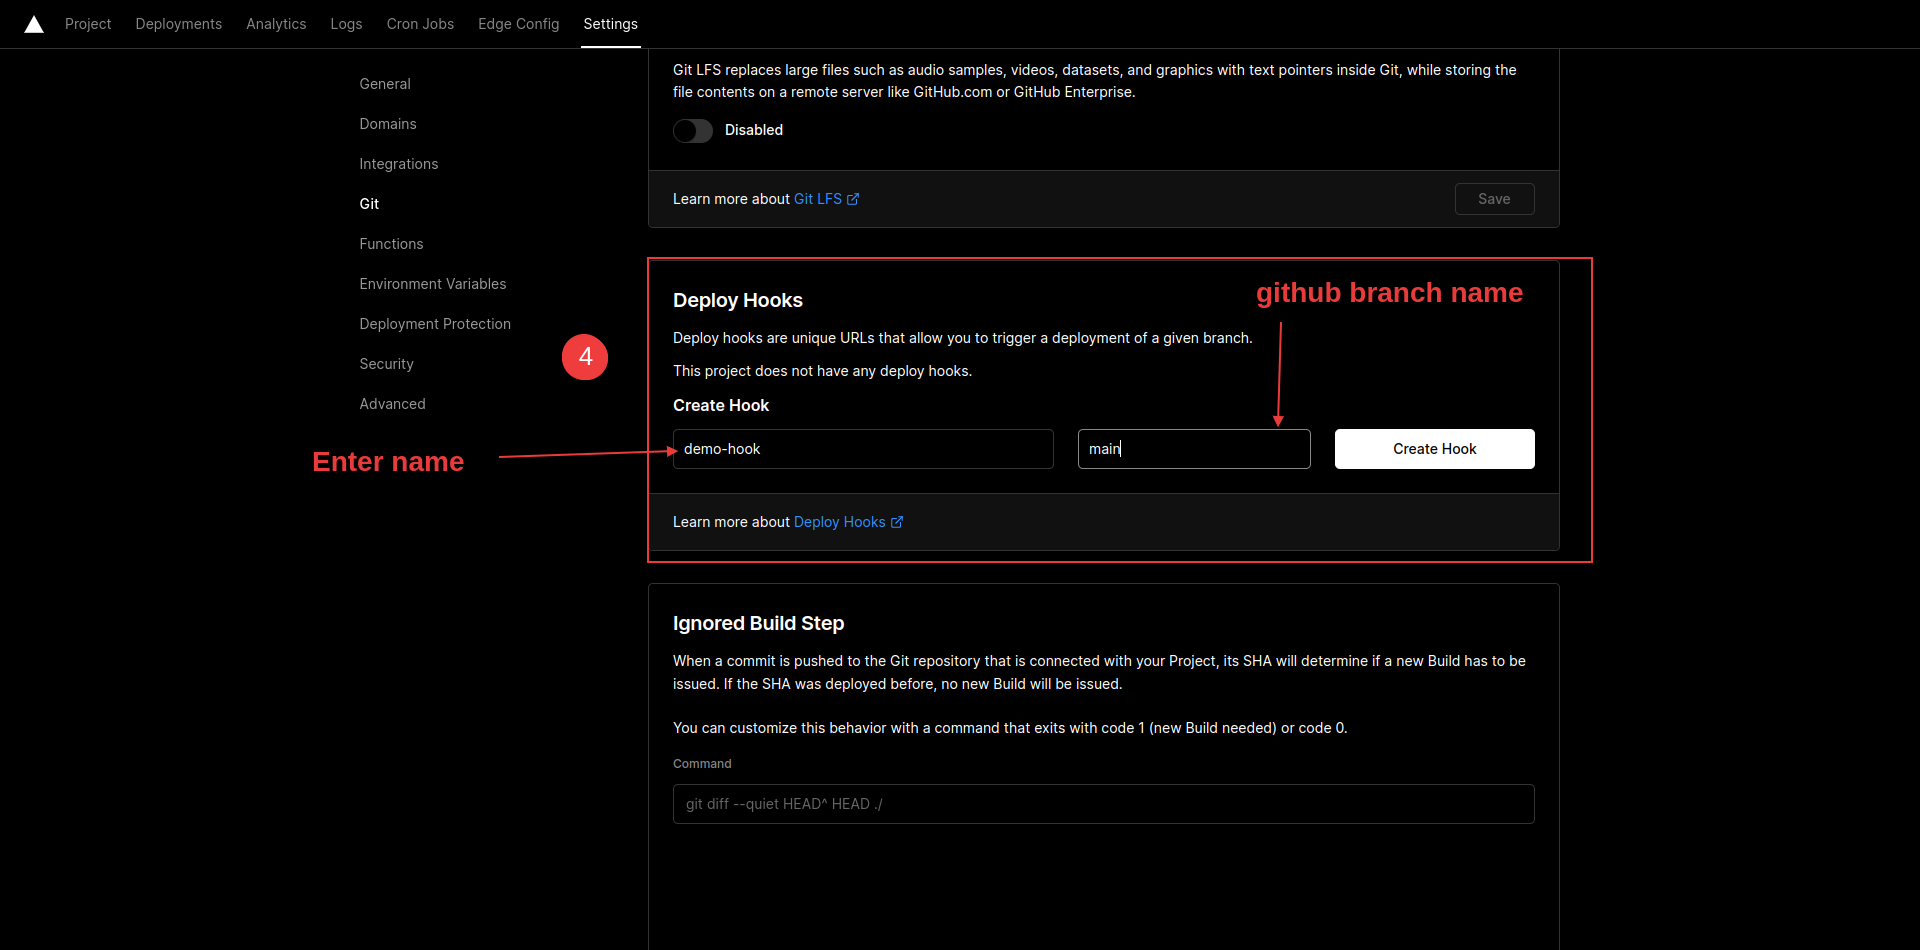 Project Deployments Analytics Logs Cron Jobs Edge Config Settings
General
Domains
Integrations
Git
Functions
Environment Variables
Deployment Protection
Security
Advanced
Git LFS replaces large files such as audio samples, videos, datasets, and graphics with text pointers inside Git, while storing the
file contents on a remote server like GitHub.com or GitHub Enterprise.
Disabled
Learn more about Git LFS
Save
github branch name
Deploy Hooks
Deploy hooks are unique URLs that allow you to trigger a deployment of a given branch.
4
This project does not have any deploy hooks.
Create Hook
Enter name
demo-hook
main
Create Hook
Learn more about Deploy Hooks
Ignored Build Step
When a commit is pushed to the Git repository that is connected with your Project, its SHA will determine if a new Build has to be
issued. If the SHA was deployed before, no new Build will be issued.
You can customize this behavior with a command that exits with code 1 (new Build needed) or code 0.
Command
git diff --quiet HEAD^ HEAD ./